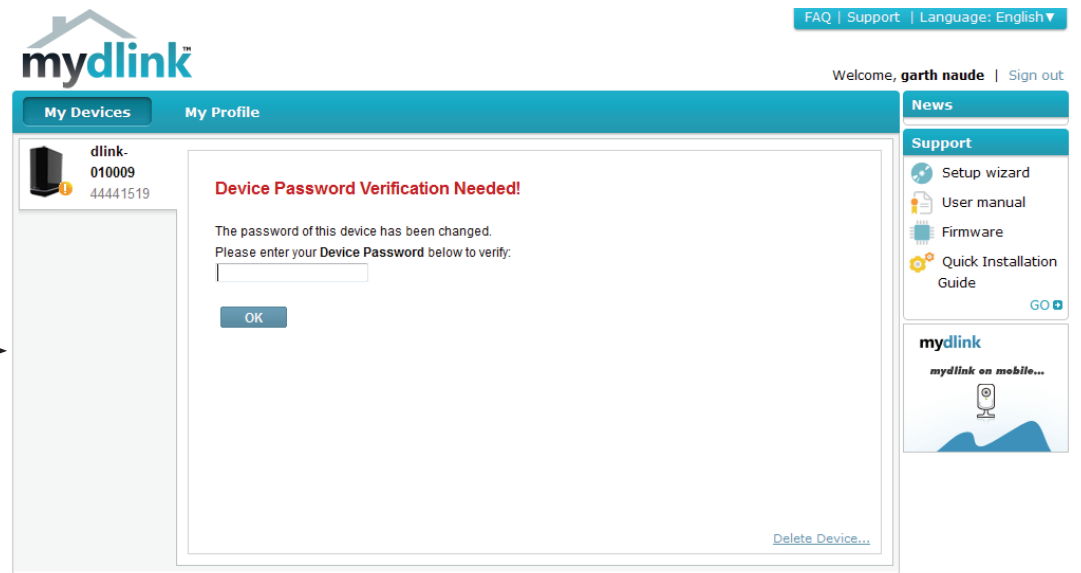 FAQ | Support | Language: English▼
mydlink™
Welcome, garth naude | Sign out
My Devices
My Profile
dlink-
010009
44441519
Device Password Verification Needed!
The password of this device has been changed.
Please enter your Device Password below to verify:
OK
Delete Device...
News
Support
Setup wizard
User manual
Firmware
Quick Installation
Guide
GO
mydlink
mydlink on mobile...